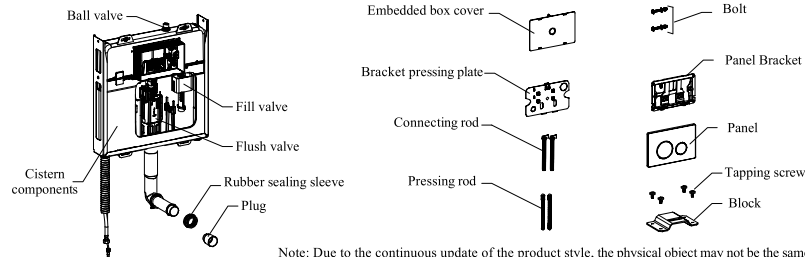 Ball valve
Fill valve
Flush valve
Cistern
components
Rubber sealing sleeve
Plug
Embedded box cover
Bracket pressing plate
Connecting rod
Pressing rod
Bolt
Panel Bracket
Panel
Tapping screw
Block
Note: Due to the continuous update of the product style, the physical object may not be the sam